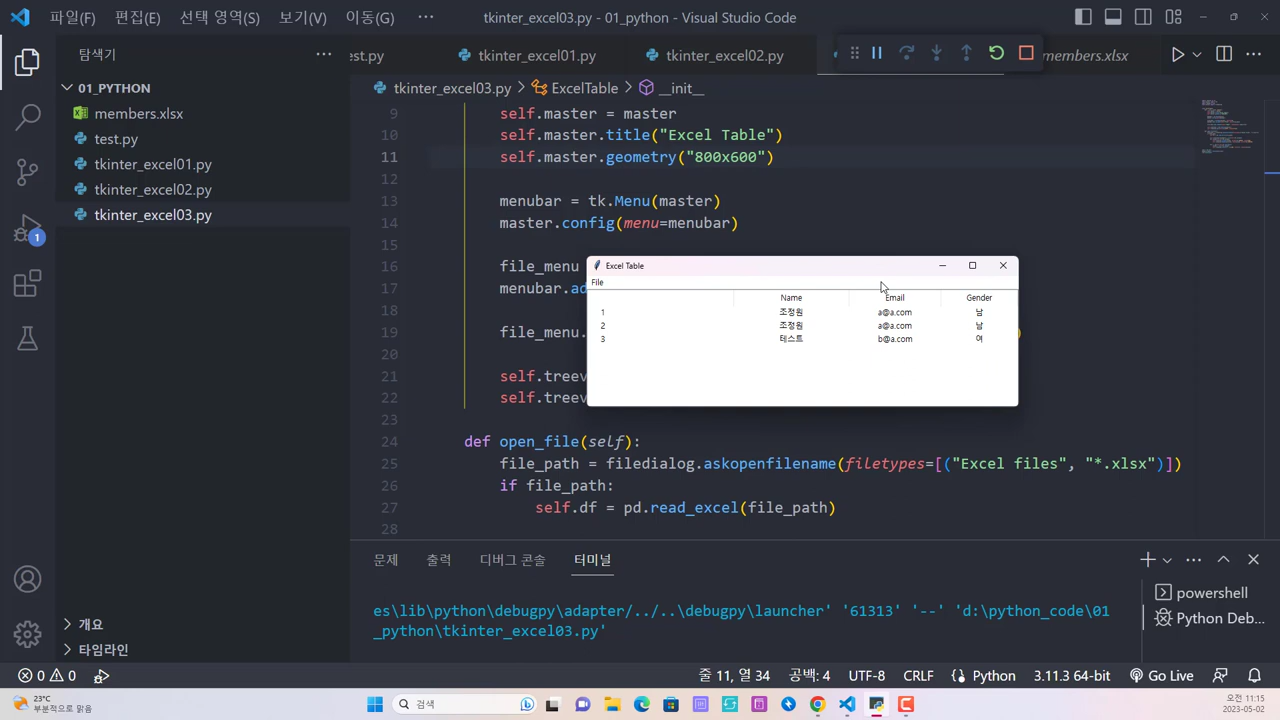 파일(F) 편집(E) 선택 영역(S) 보기(V) 이동(G) ··· tkinter_excel03.py - 01_python - Visual Studio Code
탐색기 ···
est.py tkinter_excel01.py tkinter_excel02.py members.xlsx ···
01_PYTHON
members.xlsx
test.py
tkinter_excel01.py
tkinter_excel02.py
tkinter_excel03.py
tkinter_excel03.py > ExcelTable > __init__
9 self.master = master
10 self.master.title("Excel Table")
11 self.master.geometry("800x600")
12
13 menubar = tk.Menu(master)
14 master.config(menu=menubar)
15
16 file_menu
17 menubar.ad
18
19 file_menu. )
20
21 self.treev
22 self.treev
23
24 def open_file(self):
25 file_path = filedialog.askopenfilename(filetypes=[("Excel files", "*.xlsx")])
26 if file_path:
27 self.df = pd.read_excel(file_path)
28
Excel Table
File
Name Email Gender
1 조정원 a@a.com 남
2 조정원 a@a.com 남
3 테스트 b@a.com 여
1
개요
타임라인
문제 출력 디버그 콘솔 터미널 ···
es\lib\python\debugpy\adapter/../..\debugpy\launcher' '61313' '--' 'd:\python_code\01
_python\tkinter_excel03.py'
powershell
Python Deb...
0 0 줄 11, 열 34 공백: 4 UTF-8 CRLF Python 3.11.3 64-bit Go Live
23°C
부분적으로 맑음
검색
오전 11:15
2023-05-02